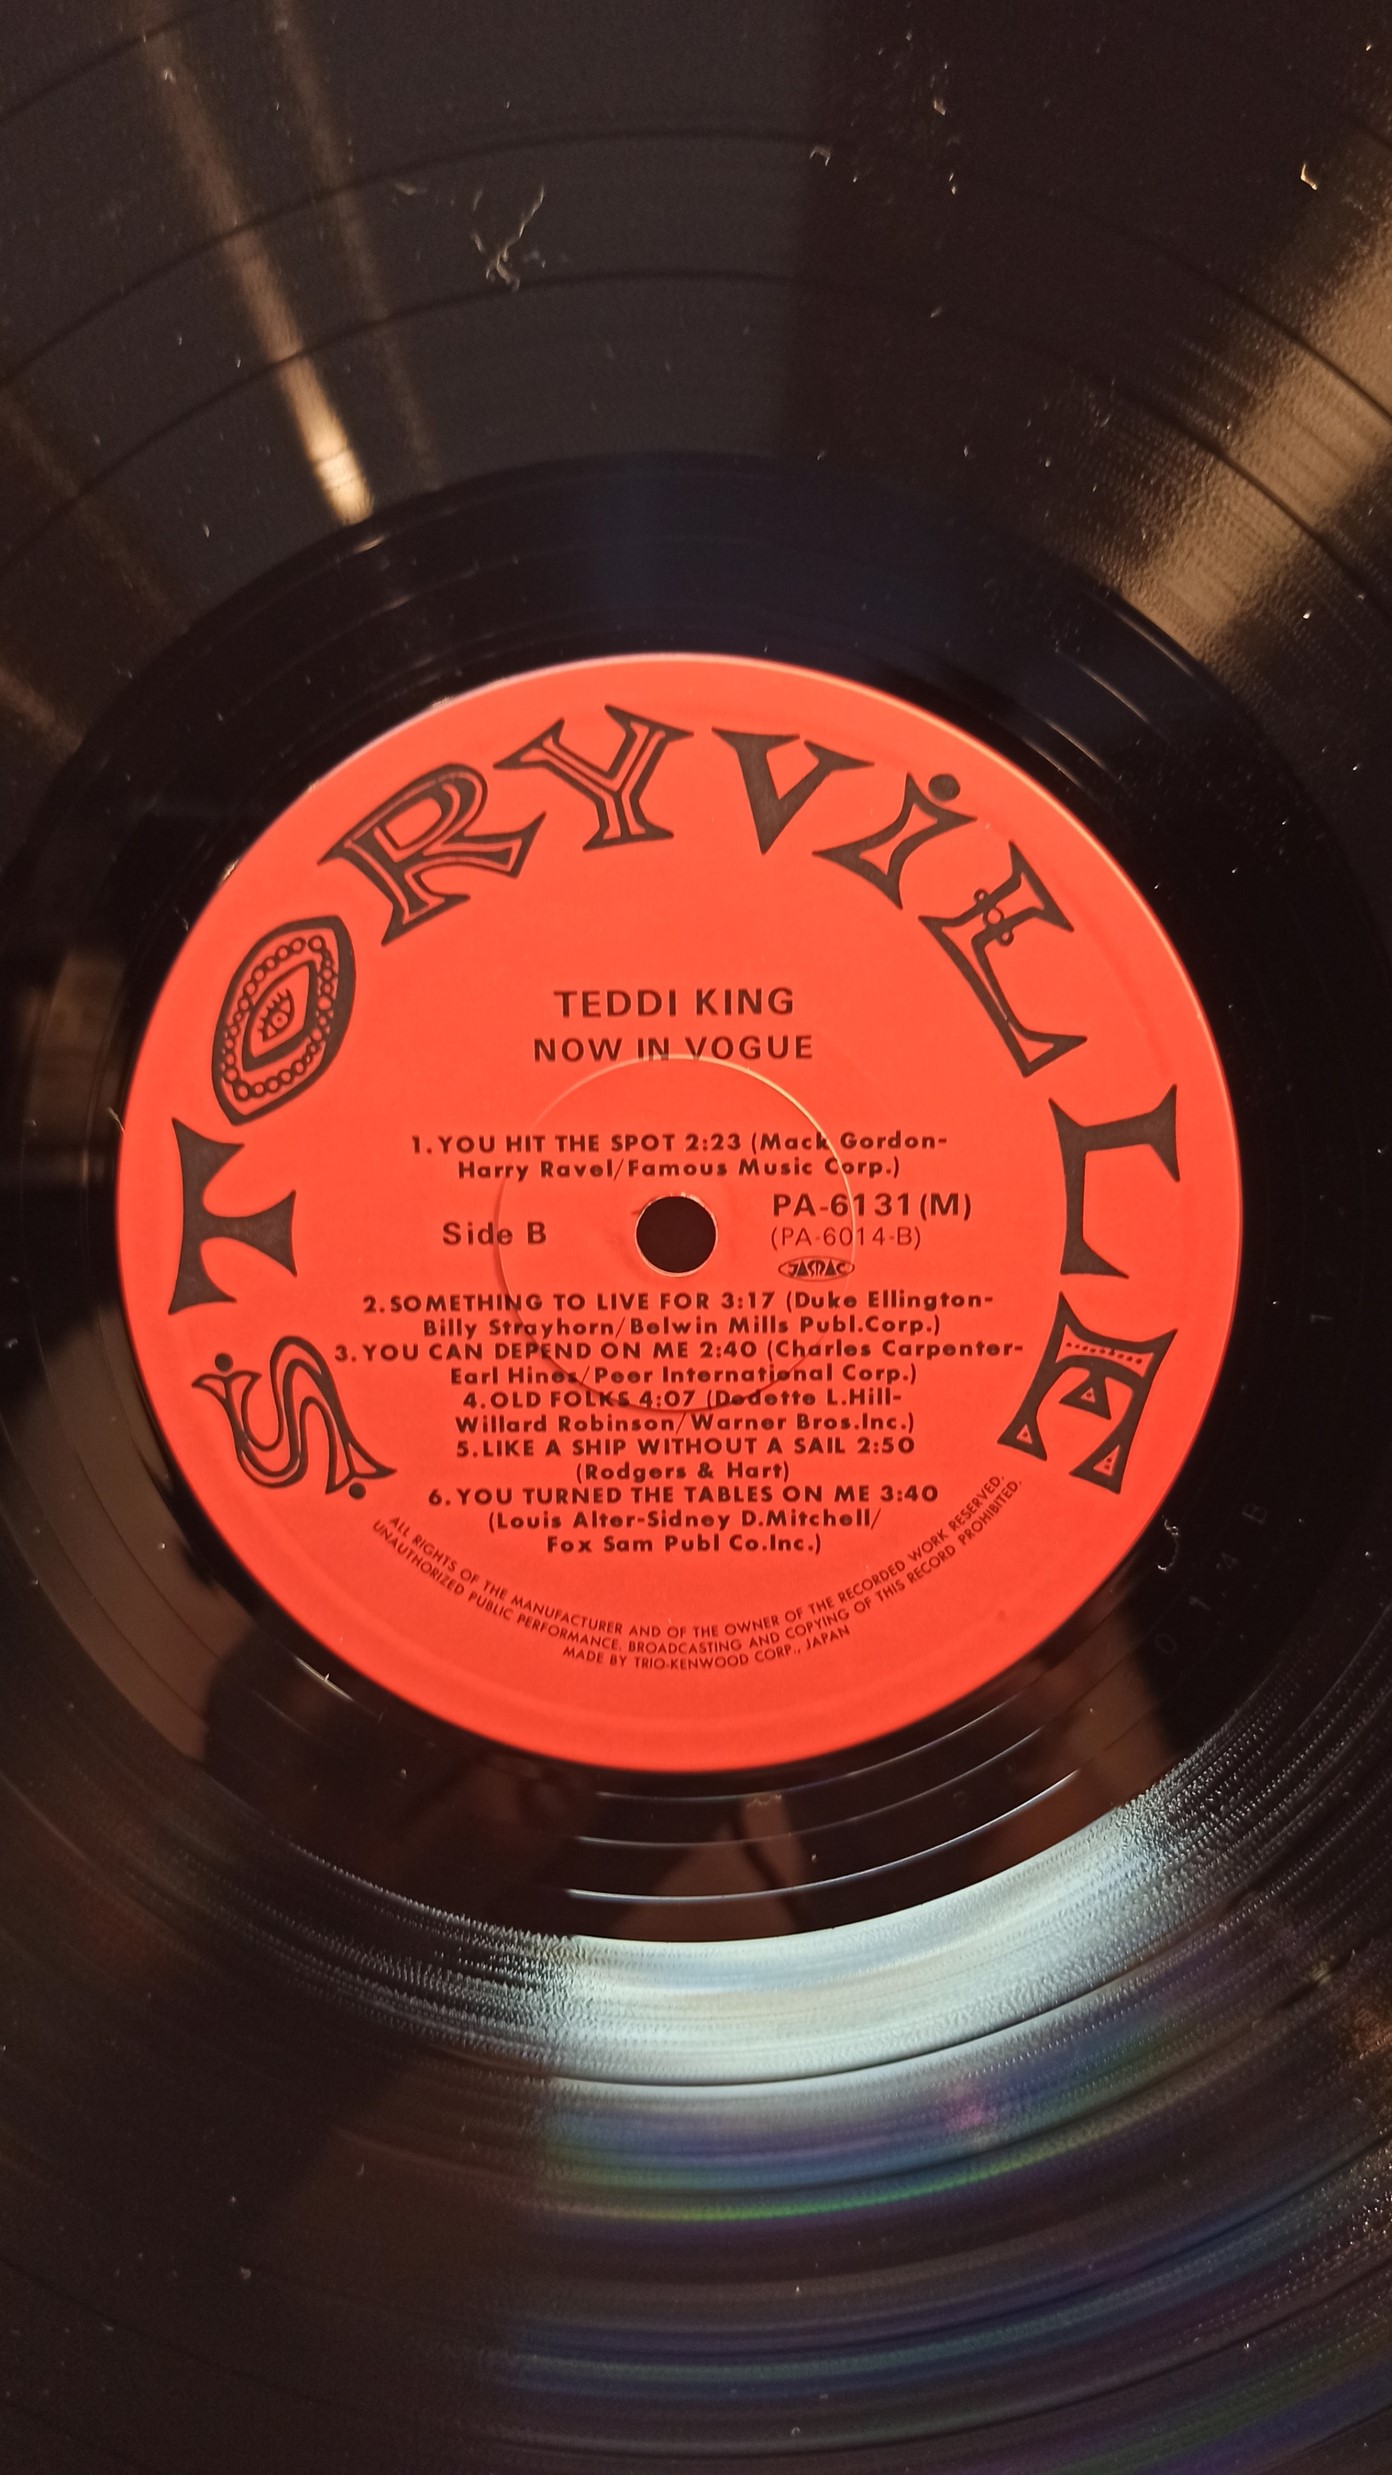 STORYViLLE
TEDDI KING
NOW IN VOGUE
1. YOU HIT THE SPOT 2:23 (Mack Gordon-
Harry Ravel/Famous Music Corp.)
Side B
PA-6131(M)
(PA-6014-B)
JASRAC
2. SOMETHING TO LIVE FOR 3:17 (Duke Ellington-
Billy Strayhorn/Belwin Mills Publ.Corp.)
3. YOU CAN DEPEND ON ME 2:40 (Charles Carpenter-
Earl Hines/Peer International Corp.)
4. OLD FOLKS 4:07 (Dedette L.Hill-
Willard Robinson/Warner Bros.Inc.)
5. LIKE A SHIP WITHOUT A SAIL 2:50
(Rodgers & Hart)
6. YOU TURNED THE TABLES ON ME 3:40
(Louis Alter-Sidney D.Mitchell/
Fox Sam Publ Co.Inc.)
ALL RIGHTS OF THE MANUFACTURER AND OF THE OWNER OF THE RECORDED WORK RESERVED.
UNAUTHORIZED PUBLIC PERFORMANCE, BROADCASTING AND COPYING OF THIS RECORD PROHIBITED.
MADE BY TRIO-KENWOOD CORP., JAPAN